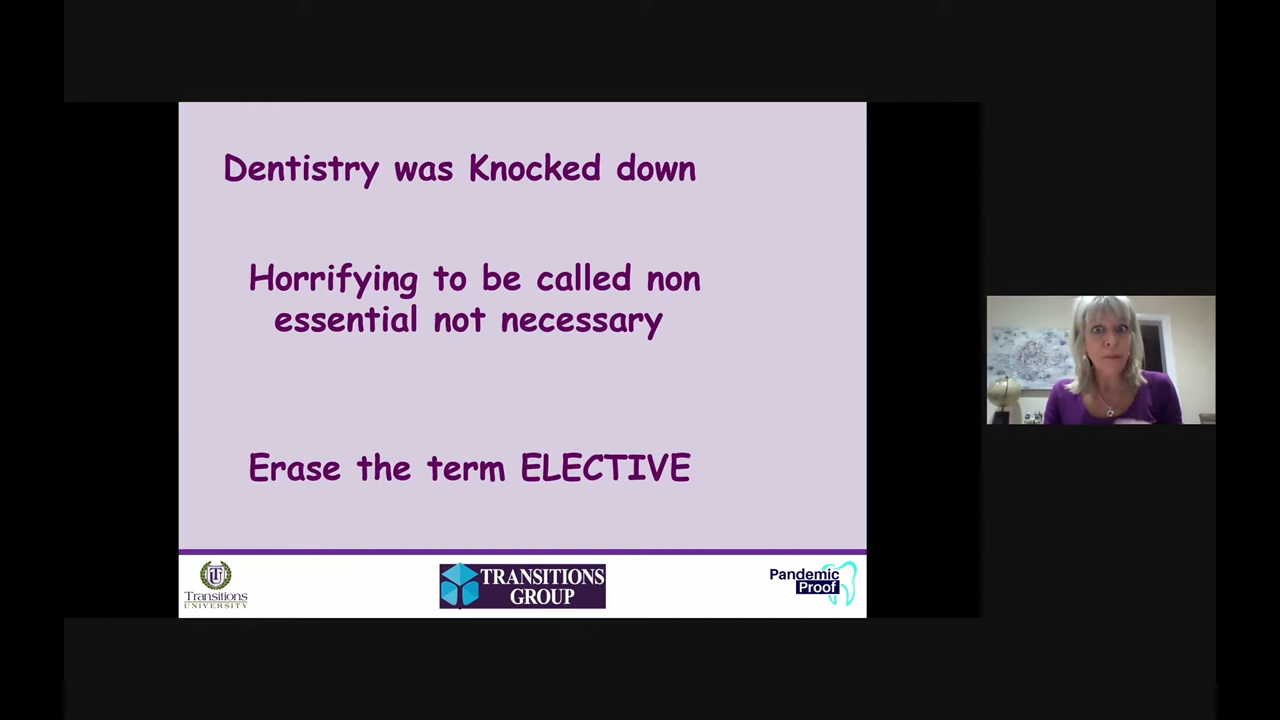 Dentistry was Knocked down
Horrifying to be called non
essential not necessary
Erase the term ELECTIVE
TU
Transitions
UNIVERSITY
TRANSITIONS
GROUP
Pandemic
Proof